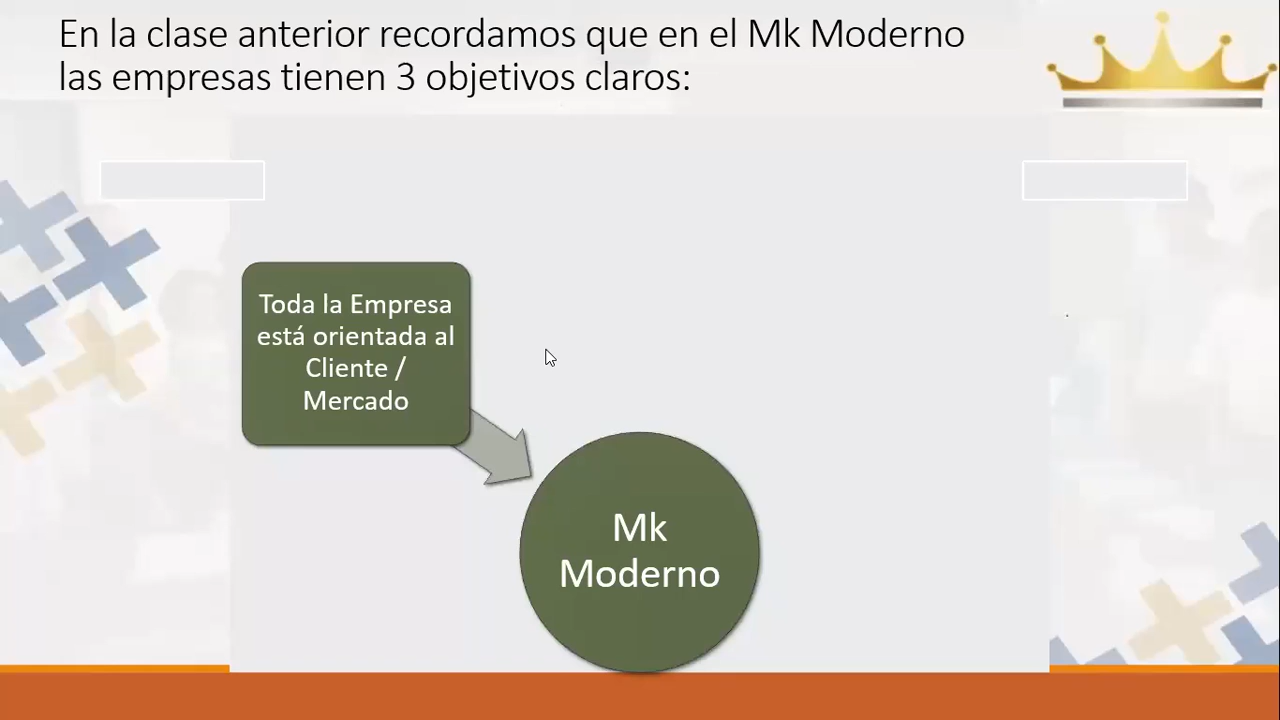 En la clase anterior recordamos que en el Mk Moderno
las empresas tienen 3 objetivos claros:
Toda la Empresa
está orientada al
Cliente /
Mercado
Mk
Moderno